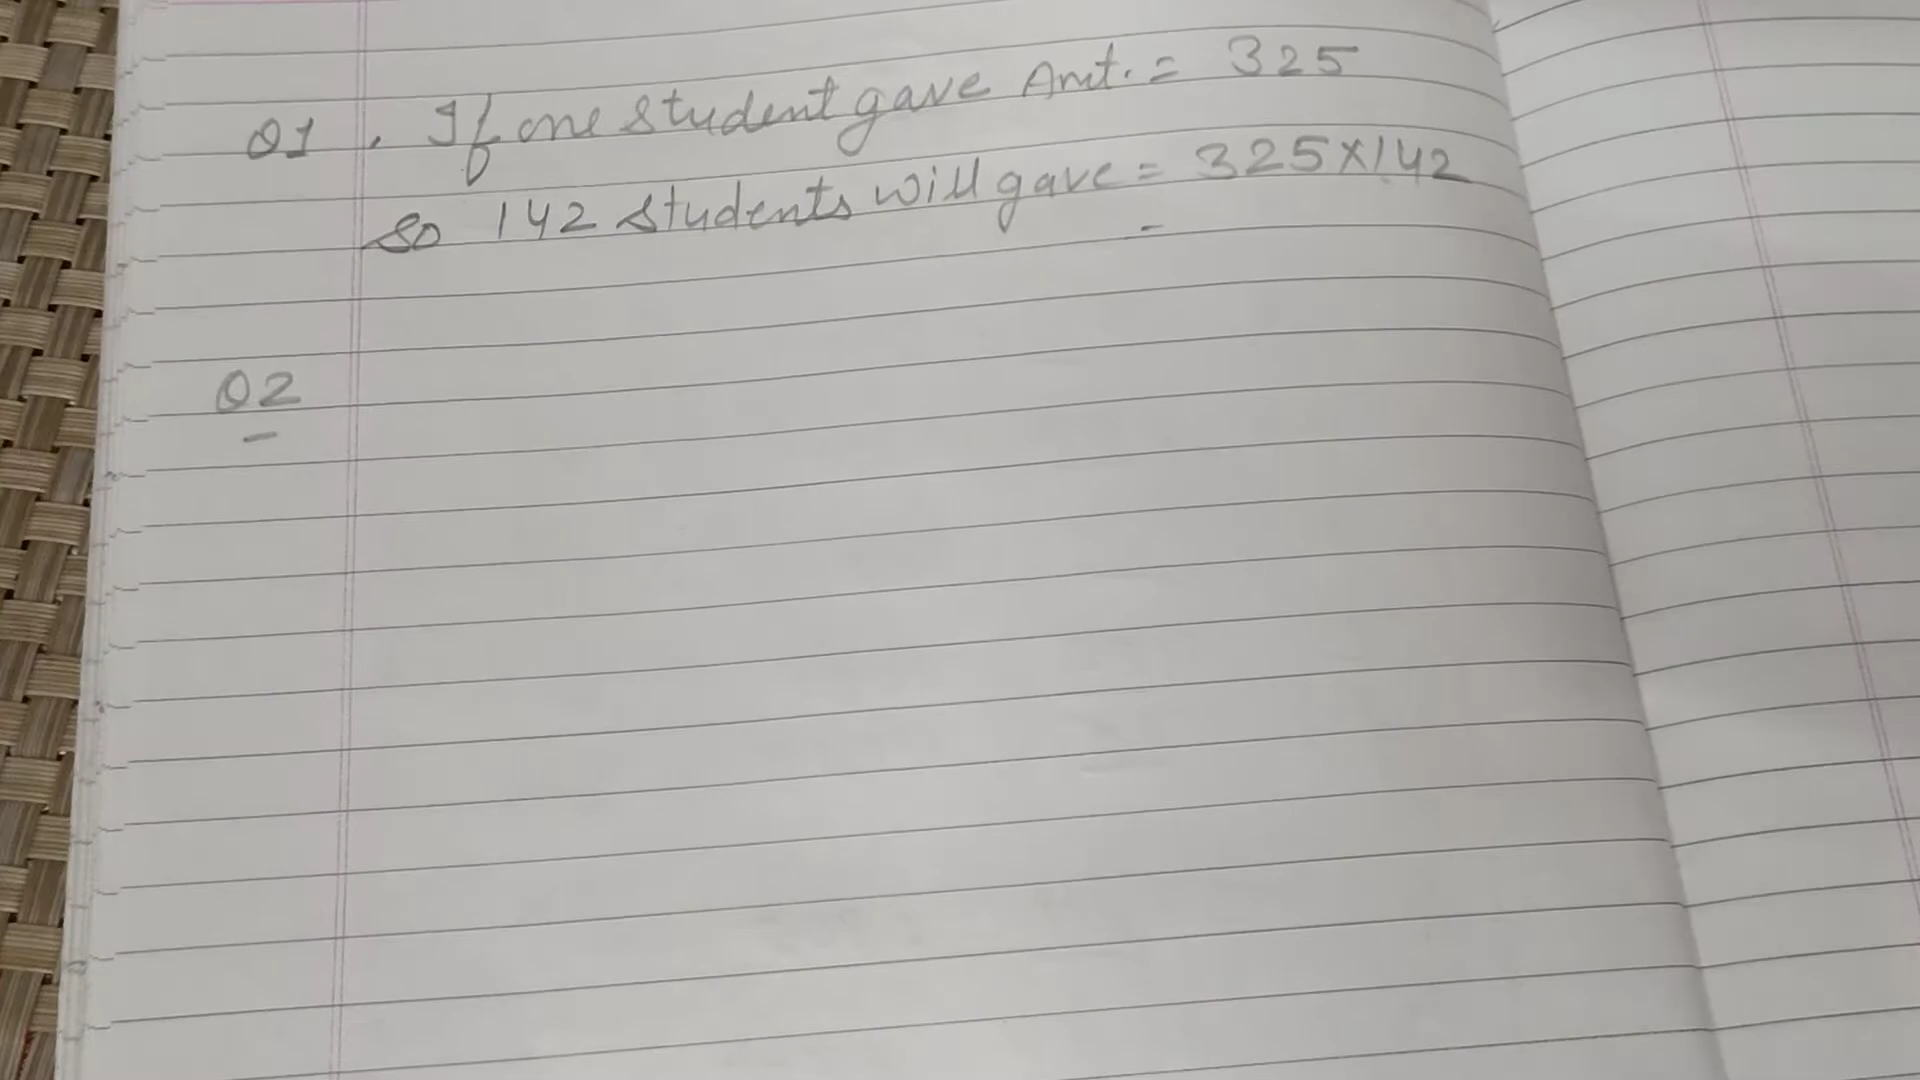 Q1. If one student gave Amt. = 325
So 142 students will gave = 325×142
-
Q2